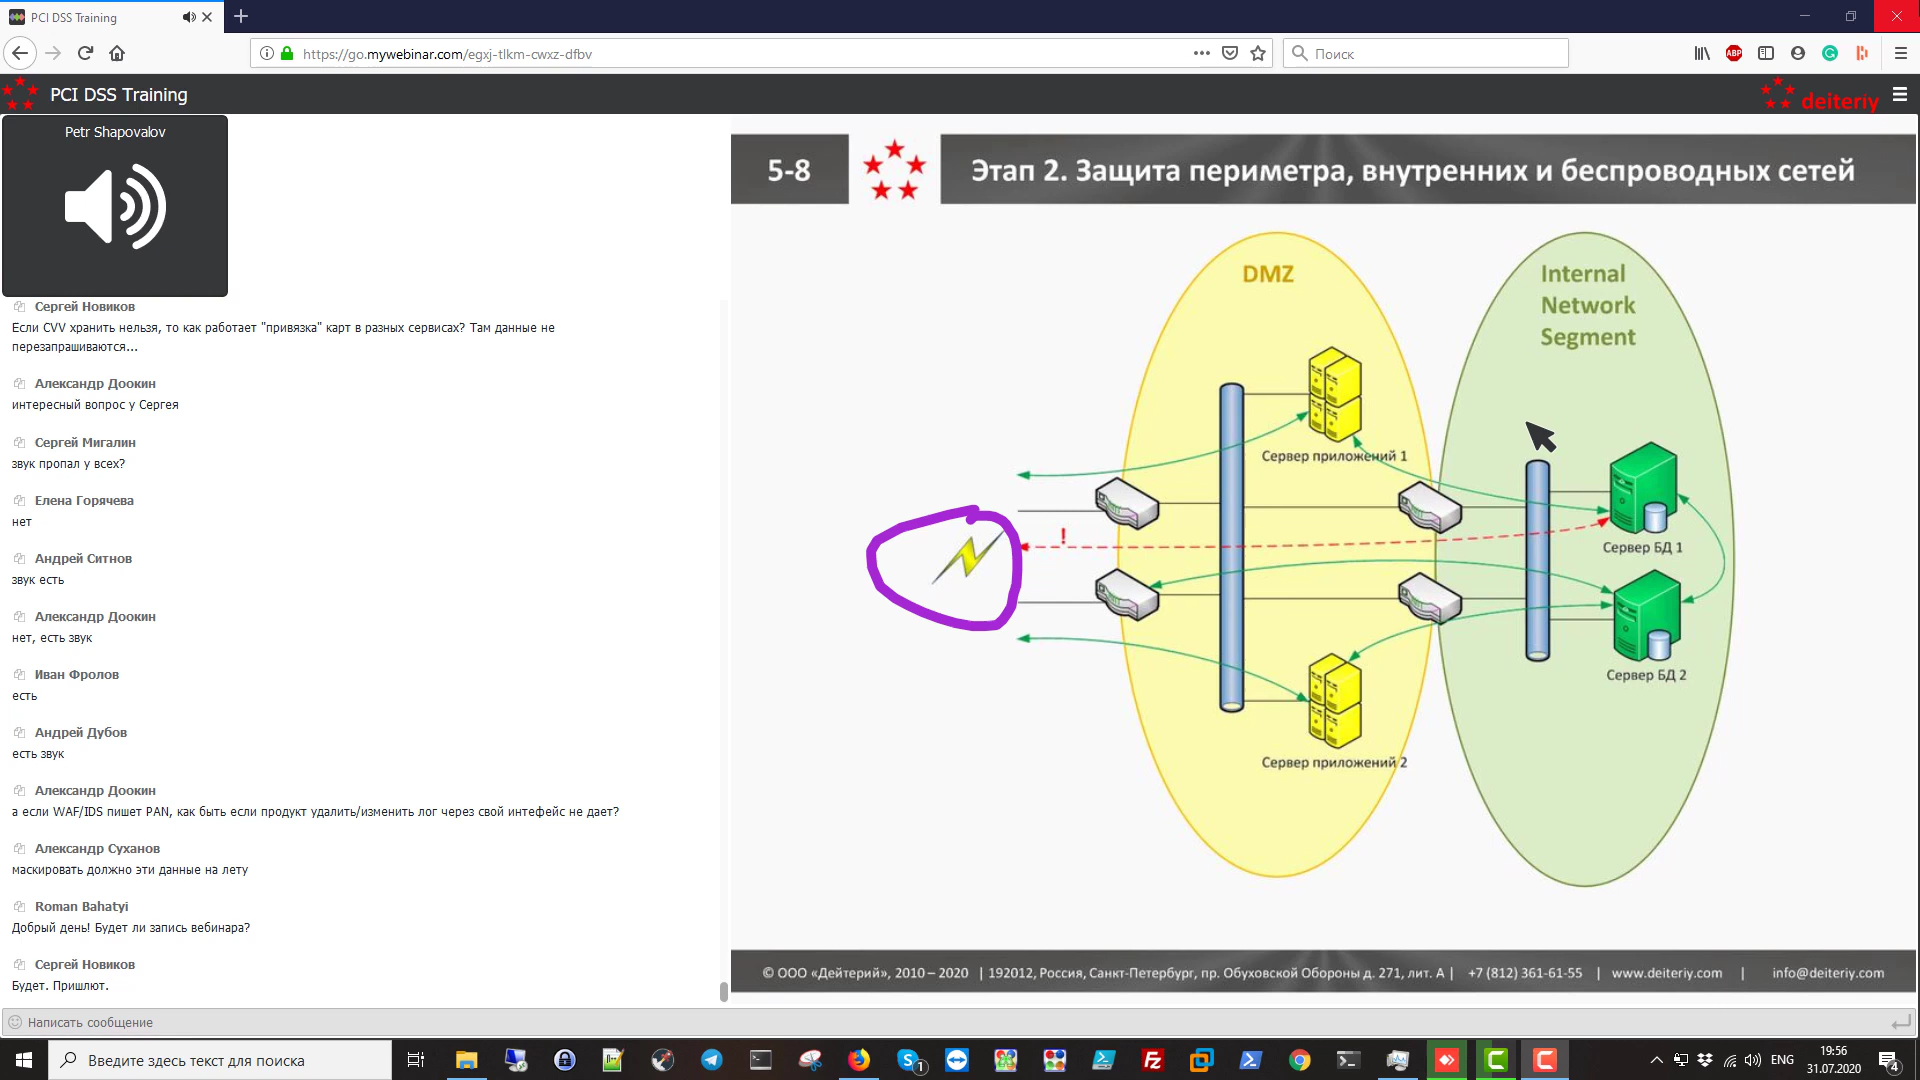 PCI DSS Training
https://go.mywebinar.com/egxj-tlkm-cwxz-dfbv
Поиск
ABP
PCI DSS Training
deiteriy
Petr Shapovalov
Сергей Новиков
Если CVV хранить нельзя, то как работает "привязка" карт в разных сервисах? Там данные не
перезапрашиваются...
Александр Доокин
интересный вопрос у Сергея
Сергей Мигалин
звук пропал у всех?
Елена Горячева
нет
Андрей Ситнов
звук есть
Александр Доокин
нет, есть звук
Иван Фролов
есть
Андрей Дубов
есть звук
Александр Доокин
а если WAF/IDS пишет PAN, как быть если продукт удалить/изменить лог через свой интефейс не дает?
Александр Суханов
маскировать должно эти данные на лету
Roman Bahatyi
Добрый день! Будет ли запись вебинара?
Сергей Новиков
Будет. Пришлют.
Написать сообщение
5-8
Этап 2. Защита периметра, внутренних и беспроводных сетей
DMZ
Internal
Network
Segment
Сервер приложений 1
!
Сервер БД 1
Сервер БД 2
Сервер приложений 2
© ООО «Дейтерий», 2010 – 2020 | 192012, Россия, Санкт-Петербург, пр. Обуховской Обороны д. 271, лит. А | +7 (812) 361-61-55 | www.deiteriy.com | info@deiteriy.com
Введите здесь текст для поиска
1
ENG
19:56
31.07.2020
4